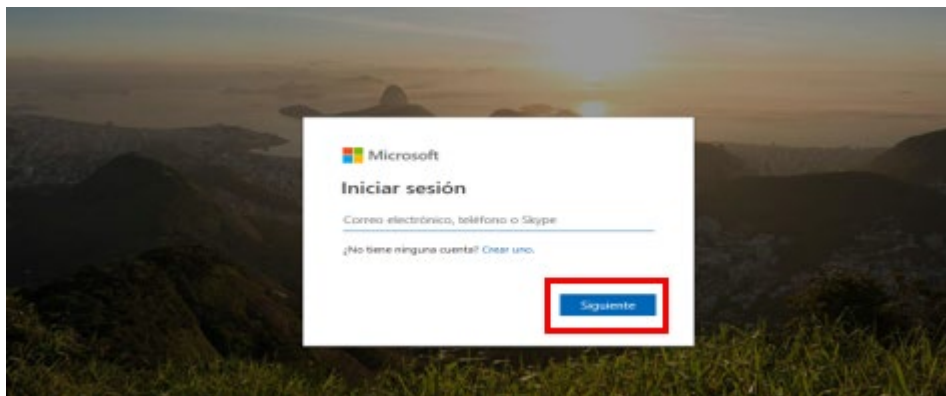 Microsoft
Iniciar sesión
Correo electrónico, teléfono o Skype
¿No tiene ninguna cuenta? Crear uno.
Siguiente